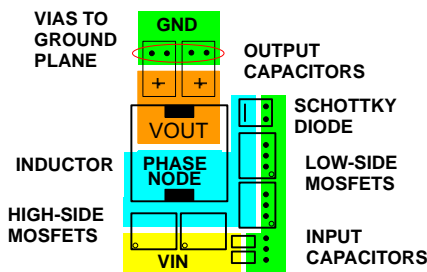 VIAS TO
GROUND
PLANE
GND
OUTPUT
CAPACITORS
+ +
VOUT
SCHOTTKY
DIODE
INDUCTOR
PHASE
NODE
LOW-SIDE
MOSFETS
HIGH-SIDE
MOSFETS
VIN
INPUT
CAPACITORS